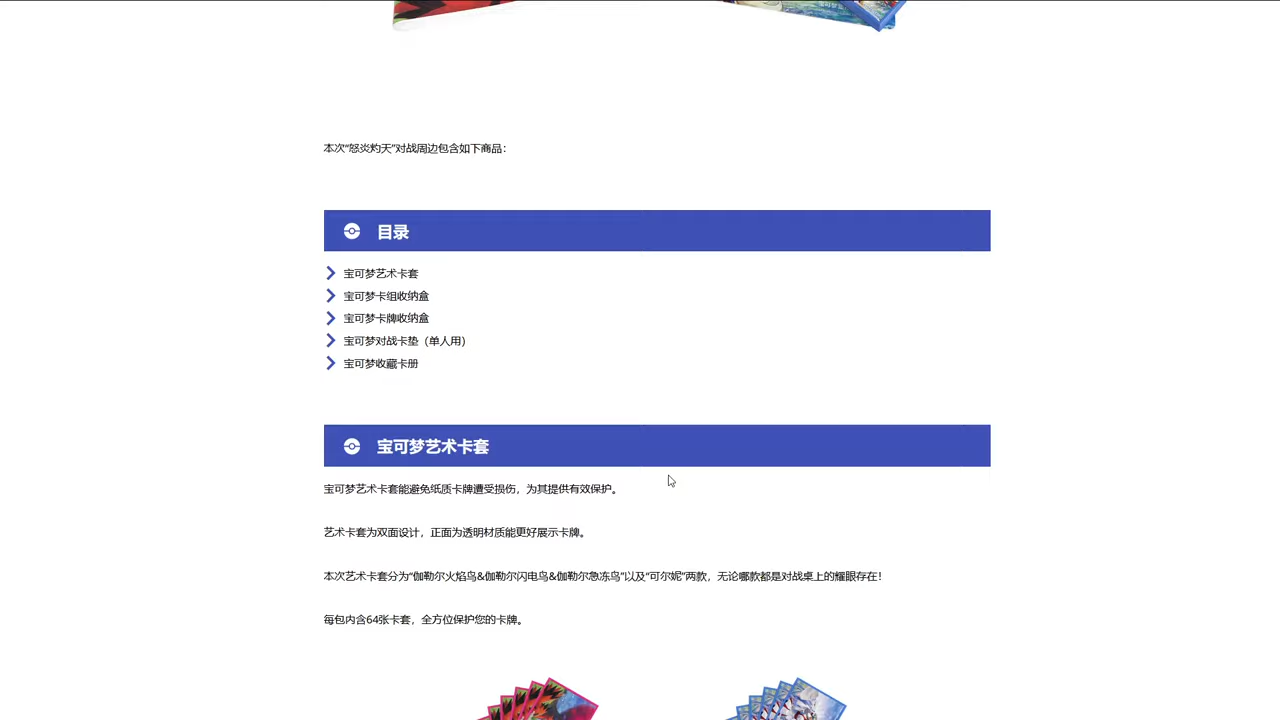 本次“怒炎灼天”对战周边包含如下商品：
目录
宝可梦艺术卡套
宝可梦卡组收纳盒
宝可梦卡牌收纳盒
宝可梦对战卡垫（单人用）
宝可梦收藏卡册
宝可梦艺术卡套
宝可梦艺术卡套能避免纸质卡牌遭受损伤，为其提供有效保护。
艺术卡套为双面设计，正面为透明材质能更好展示卡牌。
本次艺术卡套分为“伽勒尔火焰鸟&伽勒尔闪电鸟&伽勒尔急冻鸟”以及“可尔妮”两款，无论哪款都是对战桌上的耀眼存在！
每包内含64张卡套，全方位保护您的卡牌。